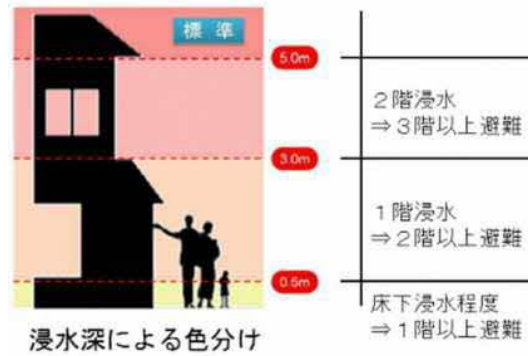 標準
5.0m
2階浸水
⇒3階以上避難
3.0m
1階浸水
⇒2階以上避難
0.5m
床下浸水程度
⇒1階以上避難
浸水深による色分け